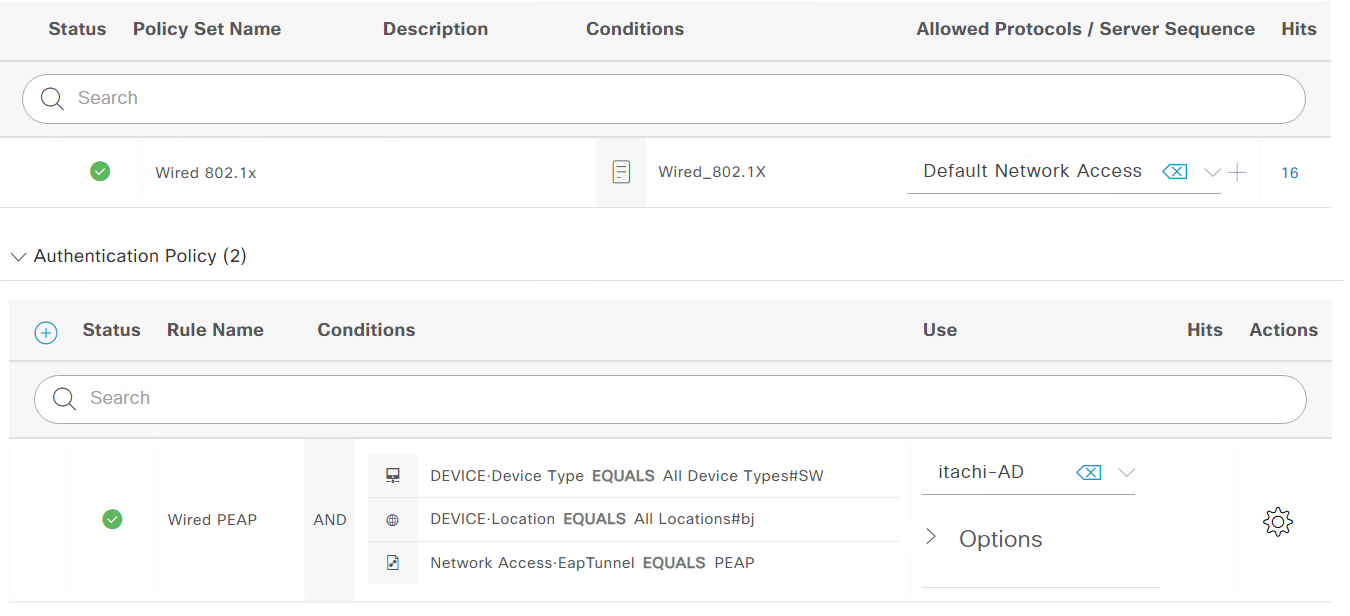 Status Policy Set Name Description Conditions Allowed Protocols / Server Sequence Hits
Search
Wired 802.1x Wired_802.1X Default Network Access 16
Authentication Policy (2)
Status Rule Name Conditions Use Hits Actions
Search
Wired PEAP AND
DEVICE·Device Type EQUALS All Device Types#SW
DEVICE·Location EQUALS All Locations#bj
Network Access·EapTunnel EQUALS PEAP
itachi-AD
Options